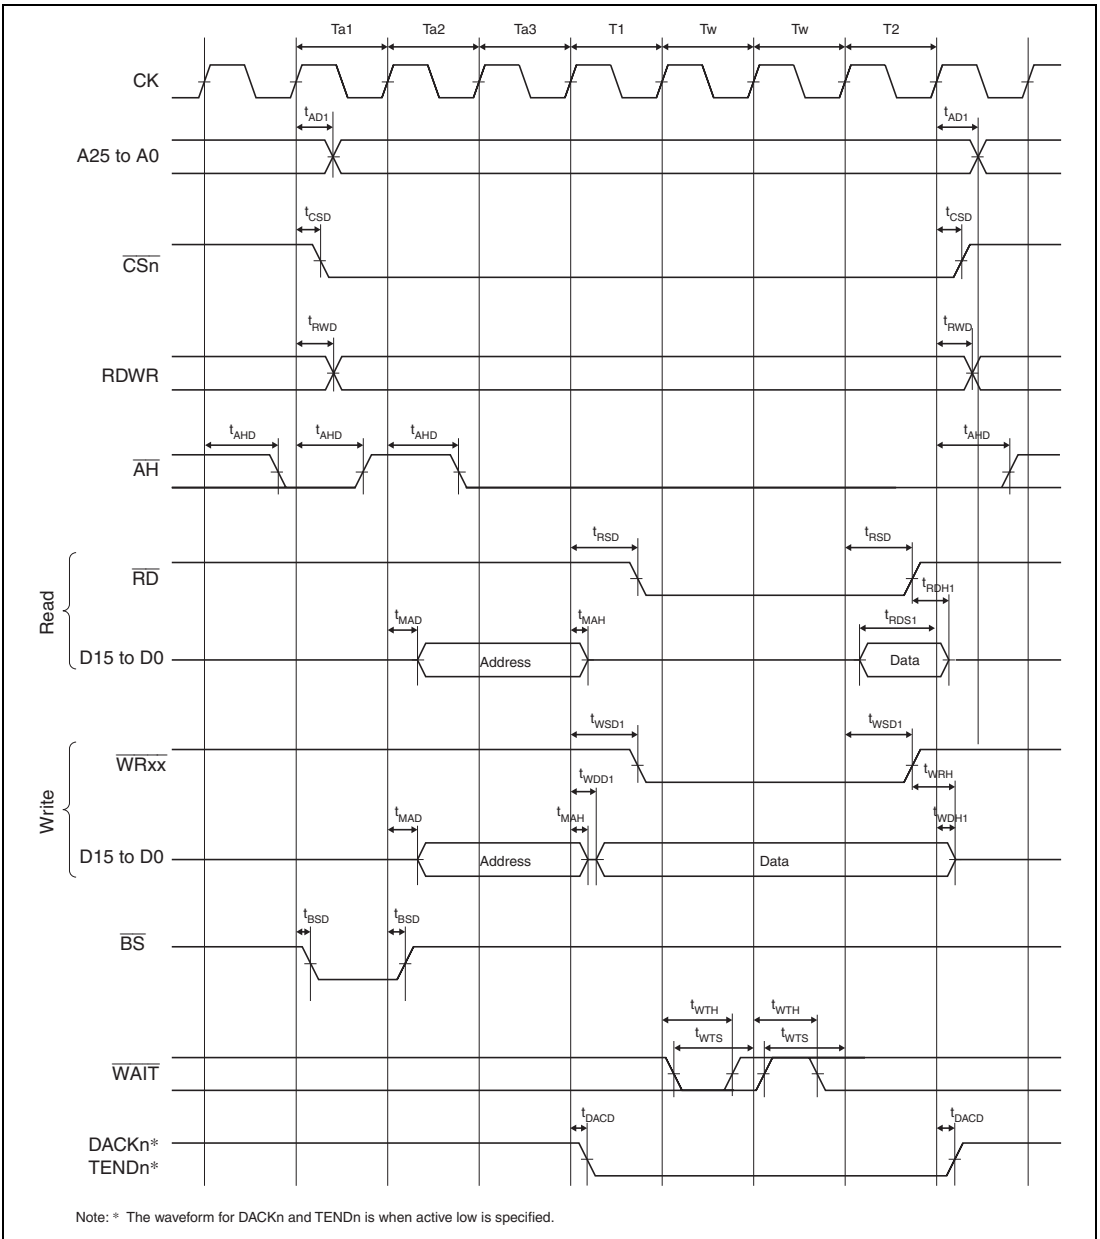 Ta1 Ta2 Ta3 T1 Tw Tw T2
CK
tAD1 tAD1
A25 to A0
tCSD tCSD
CSn
tRWD tRWD
RDWR
tAHD tAHD tAHD tAHD
AH
tRSD tRSD
RD
tRDH1
Read
tMAD tMAH tRDS1
D15 to D0 Address Data
tWSD1 tWSD1
WRxx
tWDD1 tWRH
Write
tMAD tMAH tWDH1
D15 to D0 Address Data
tBSD tBSD
BS
tWTH tWTH
tWTS tWTS
WAIT
tDACD tDACD
DACKn*
TENDn*
Note: * The waveform for DACKn and TENDn is when active low is specified.